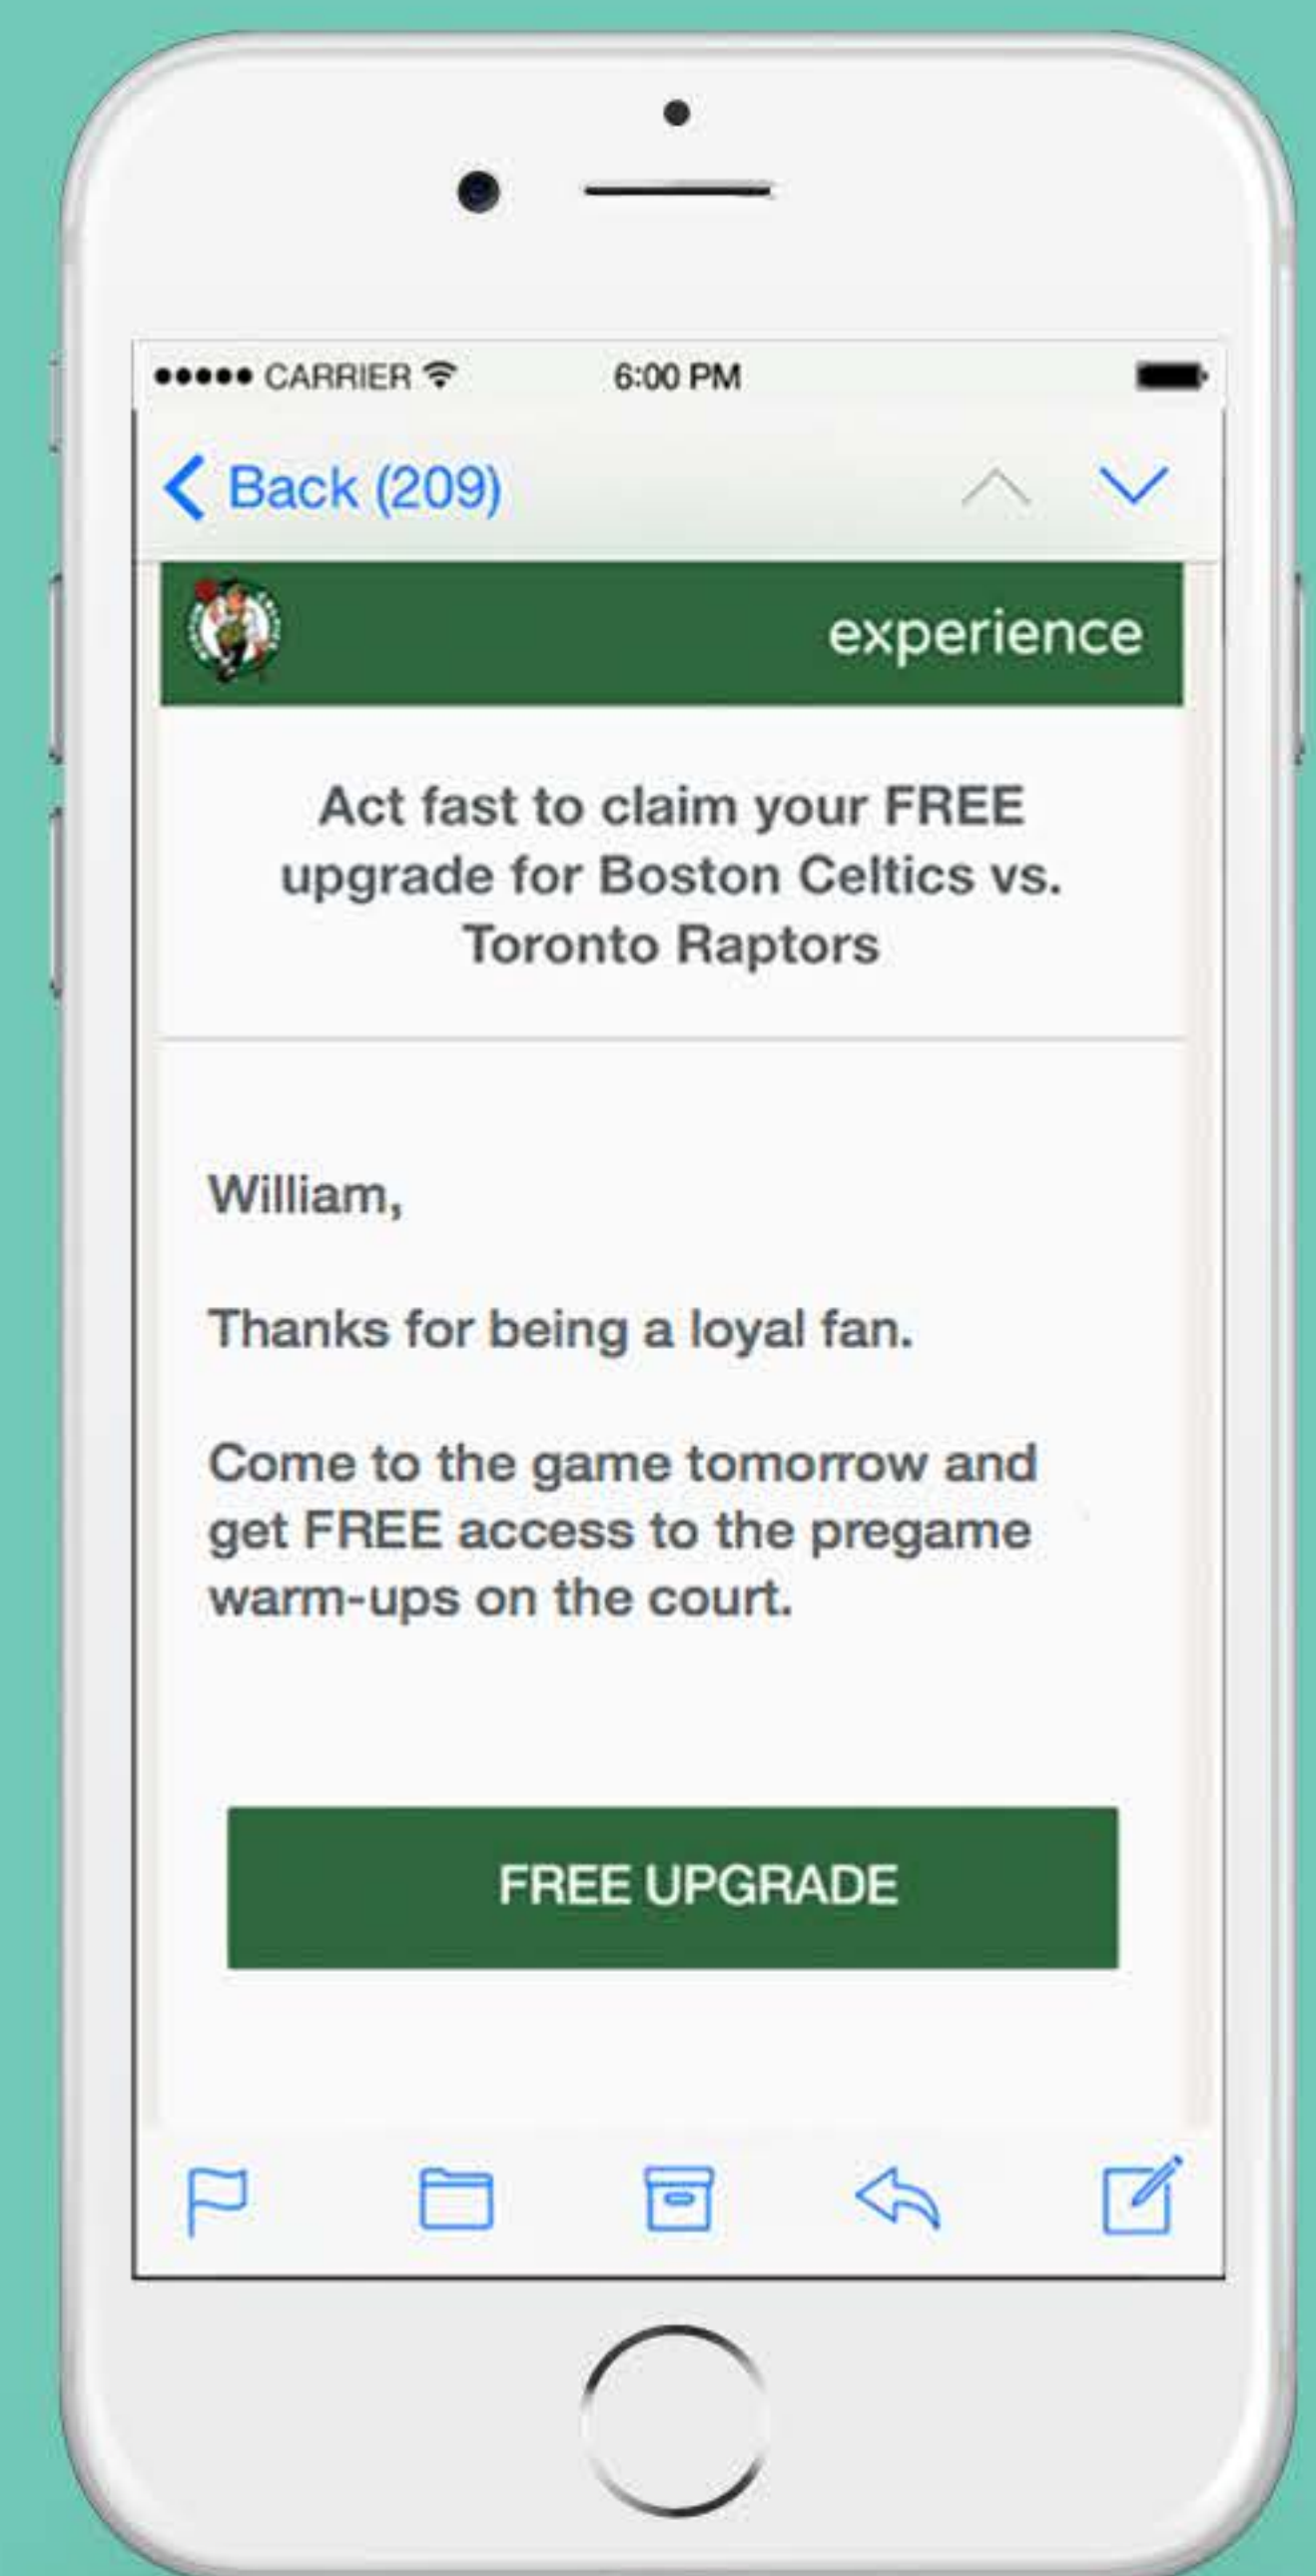 CARRIER 6:00 PM
Back (209)
experience
Act fast to claim your FREE
upgrade for Boston Celtics vs.
Toronto Raptors
William,
Thanks for being a loyal fan.
Come to the game tomorrow and
get FREE access to the pregame
warm-ups on the court.
FREE UPGRADE